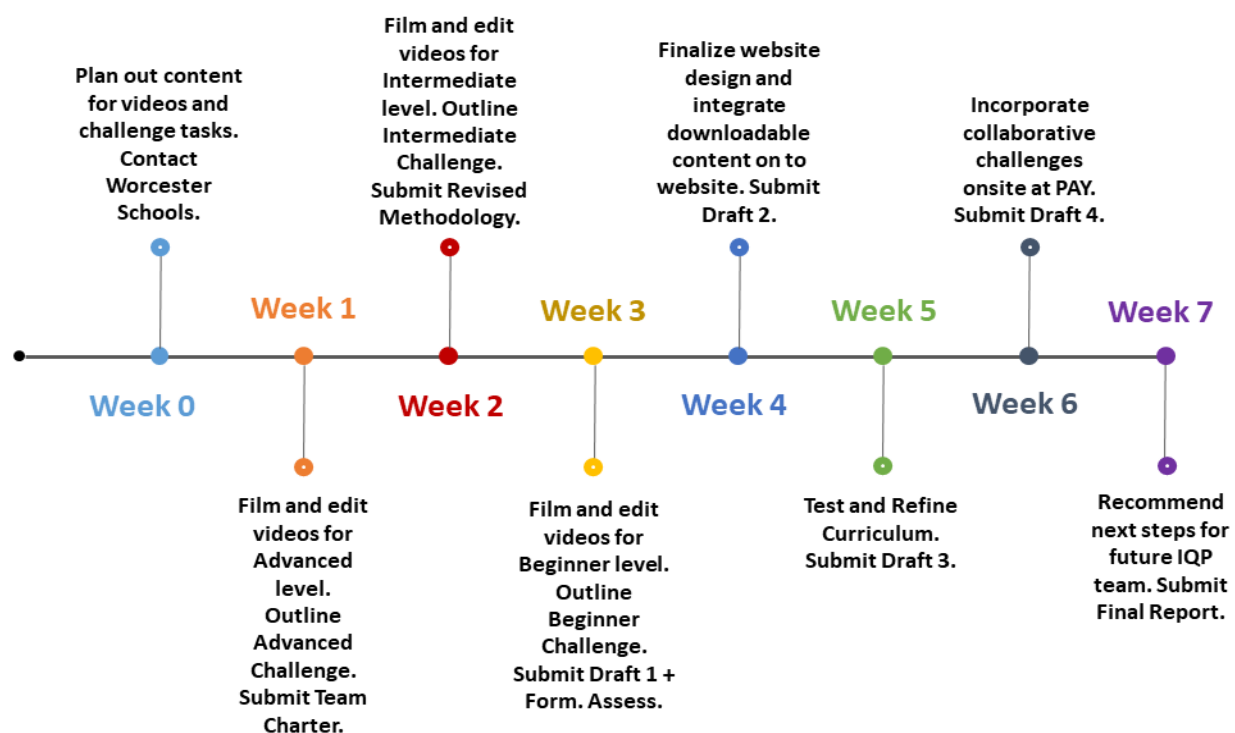 Plan out content
for videos and
challenge tasks.
Contact
Worcester
Schools.
Week 0
Week 1
Film and edit
videos for
Advanced
level.
Outline
Advanced
Challenge.
Submit Team
Charter.
Film and edit
videos for
Intermediate
level. Outline
Intermediate
Challenge.
Submit Revised
Methodology.
Week 2
Week 3
Film and edit
videos for
Beginner level.
Outline
Beginner
Challenge.
Submit Draft 1 +
Form. Assess.
Finalize website
design and
integrate
downloadable
content on to
website. Submit
Draft 2.
Week 4
Week 5
Test and Refine
Curriculum.
Submit Draft 3.
Incorporate
collaborative
challenges
onsite at PAY.
Submit Draft 4.
Week 6
Week 7
Recommend
next steps for
future IQP
team. Submit
Final Report.